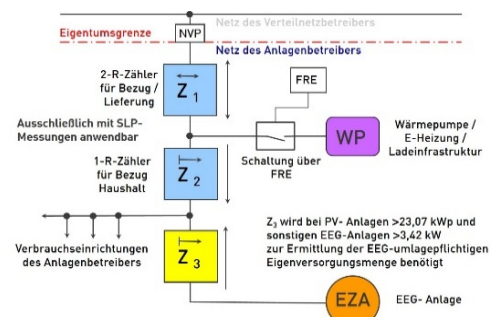 Netz des Verteilnetzbetreibers
Eigentumsgrenze
NVP
Netz des Anlagenbetreibers
2-R-Zähler
für Bezug /
Lieferung
Z1
FRE
Ausschließlich mit SLP-
Messungen anwendbar
WP
Wärmepumpe /
E-Heizung /
Ladeinfrastruktur
Schaltung über
FRE
1-R-Zähler
für Bezug
Haushalt
Z2
Verbrauchseinrichtungen
des Anlagenbetreibers
Z3
Z3 wird bei PV- Anlagen >23,07 kWp und
sonstigen EEG-Anlagen >3,42 kW
zur Ermittlung der EEG-umlagepflichtigen
Eigenversorgungsmenge benötigt
EZA
EEG- Anlage